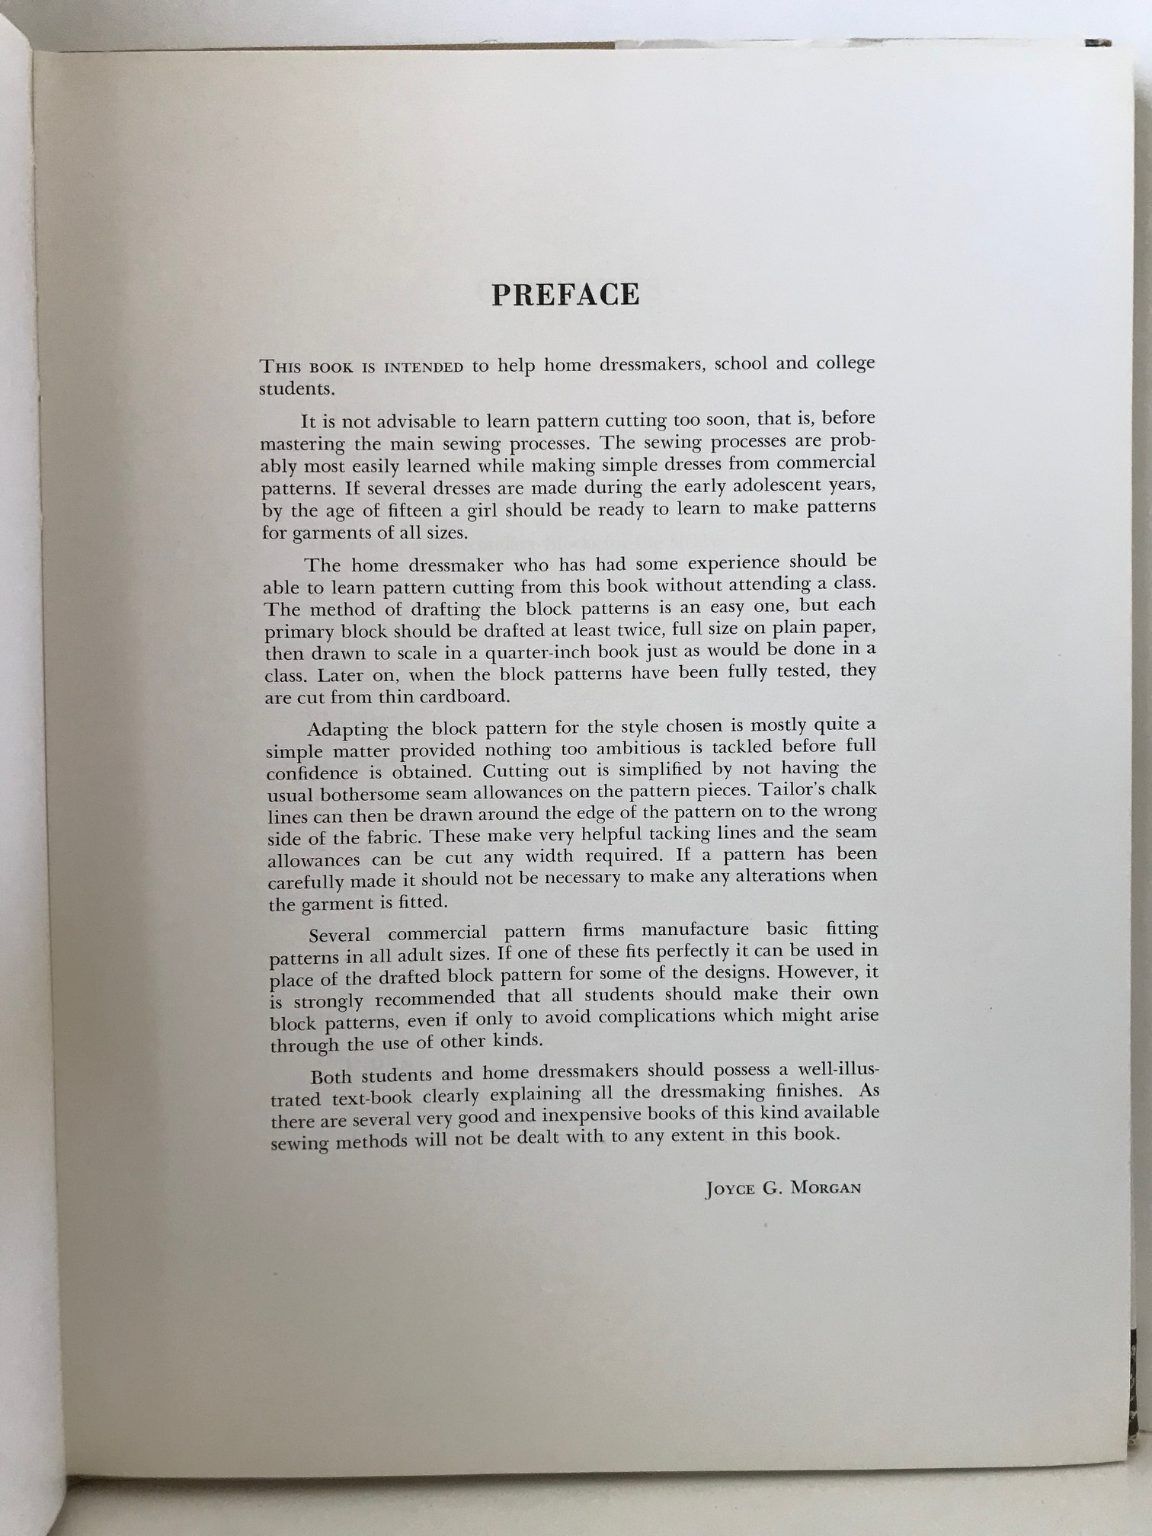 PREFACE
THIS BOOK IS INTENDED to help home dressmakers, school and college
students.
It is not advisable to learn pattern cutting too soon, that is, before
mastering the main sewing processes. The sewing processes are prob-
ably most easily learned while making simple dresses from commercial
patterns. If several dresses are made during the early adolescent years,
by the age of fifteen a girl should be ready to learn to make patterns
for garments of all sizes.
The home dressmaker who has had some experience should be
able to learn pattern cutting from this book without attending a class.
The method of drafting the block patterns is an easy one, but each
primary block should be drafted at least twice, full size on plain paper,
then drawn to scale in a quarter-inch book just as would be done in a
class. Later on, when the block patterns have been fully tested, they
are cut from thin cardboard.
Adapting the block pattern for the style chosen is mostly quite a
simple matter provided nothing too ambitious is tackled before full
confidence is obtained. Cutting out is simplified by not having the
usual bothersome seam allowances on the pattern pieces. Tailor's chalk
lines can then be drawn around the edge of the pattern on to the wrong
side of the fabric. These make very helpful tacking lines and the seam
allowances can be cut any width required. If a pattern has been
carefully made it should not be necessary to make any alterations when
the garment is fitted.
Several commercial pattern firms manufacture basic fitting
patterns in all adult sizes. If one of these fits perfectly it can be used in
place of the drafted block pattern for some of the designs. However, it
is strongly recommended that all students should make their own
block patterns, even if only to avoid complications which might arise
through the use of other kinds.
Both students and home dressmakers should possess a well-illus-
trated text-book clearly explaining all the dressmaking finishes. As
there are several very good and inexpensive books of this kind available
sewing methods will not be dealt with to any extent in this book.
JOYCE G. MORGAN